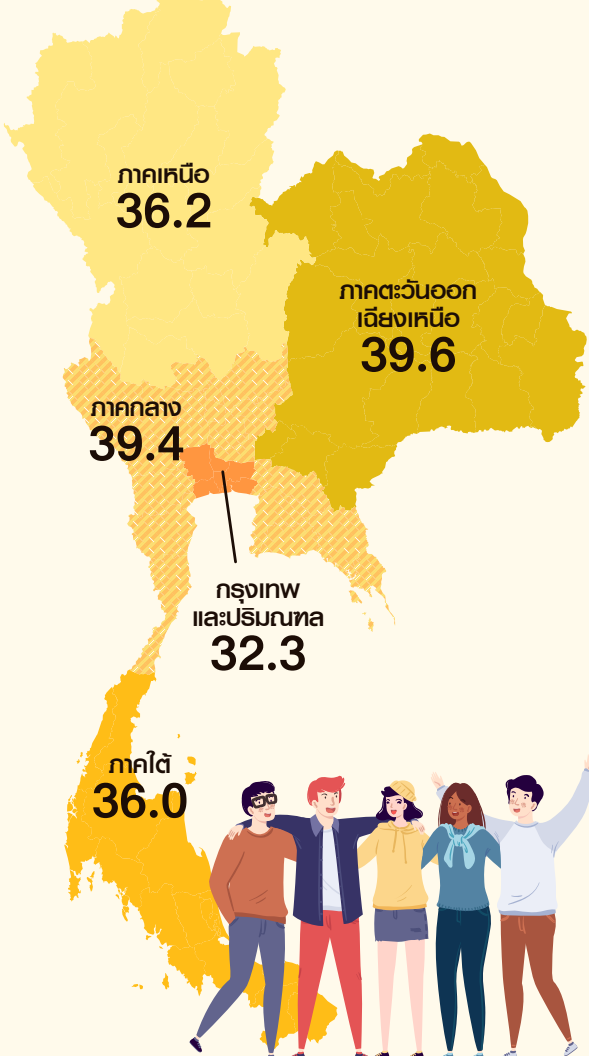 ภาคเหนือ
36.2
ภาคตะวันออก
เฉียงเหนือ
39.6
ภาคกลาง
39.4
กรุงเทพ
และปริมณฑล
32.3
ภาคใต้
36.0